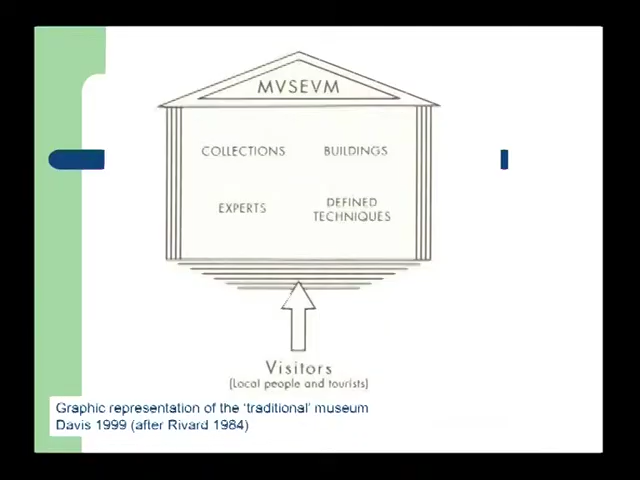 MVSEVM
COLLECTIONS
BUILDINGS
EXPERTS
DEFINED
TECHNIQUES
Visitors
(Local people and tourists)
Graphic representation of the ‘traditional’ museum
Davis 1999 (after Rivard 1984)